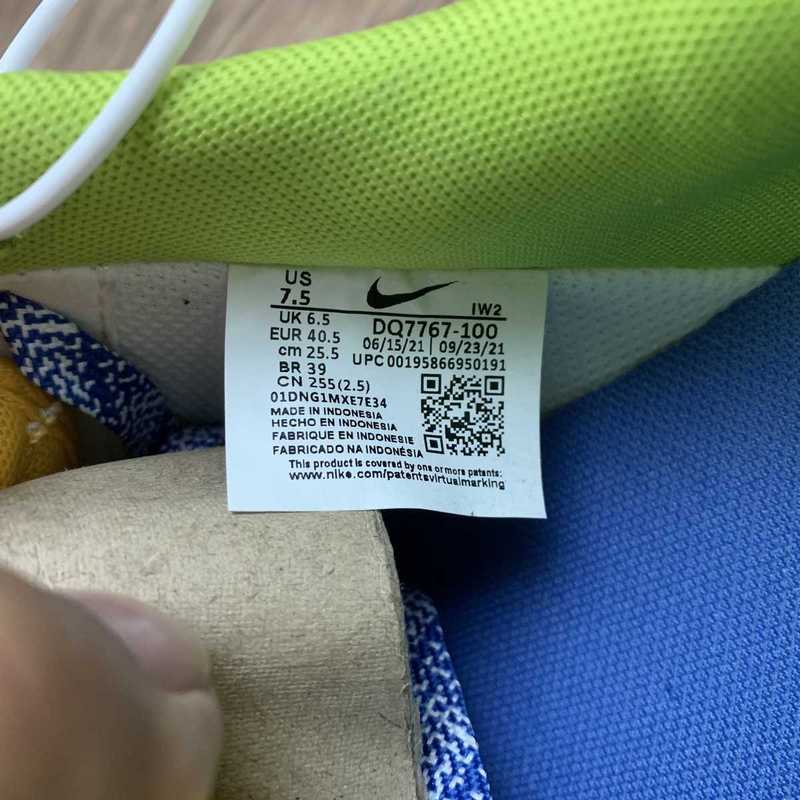 US
7.5
IW2
UK 6.5
DQ7767-100
EUR 40.5
06/15/21 | 09/23/21
cm 25.5
UPC 00195866950191
BR 39
CN 255(2.5)
01DNG1MXE7E34
MADE IN INDONESIA
HECHO EN INDONESIA
FABRIQUE EN INDONESIE
FABRICADO NA INDONÉSIA
This product is covered by one or more patents:
www.nike.com/patentsvirtualmarking